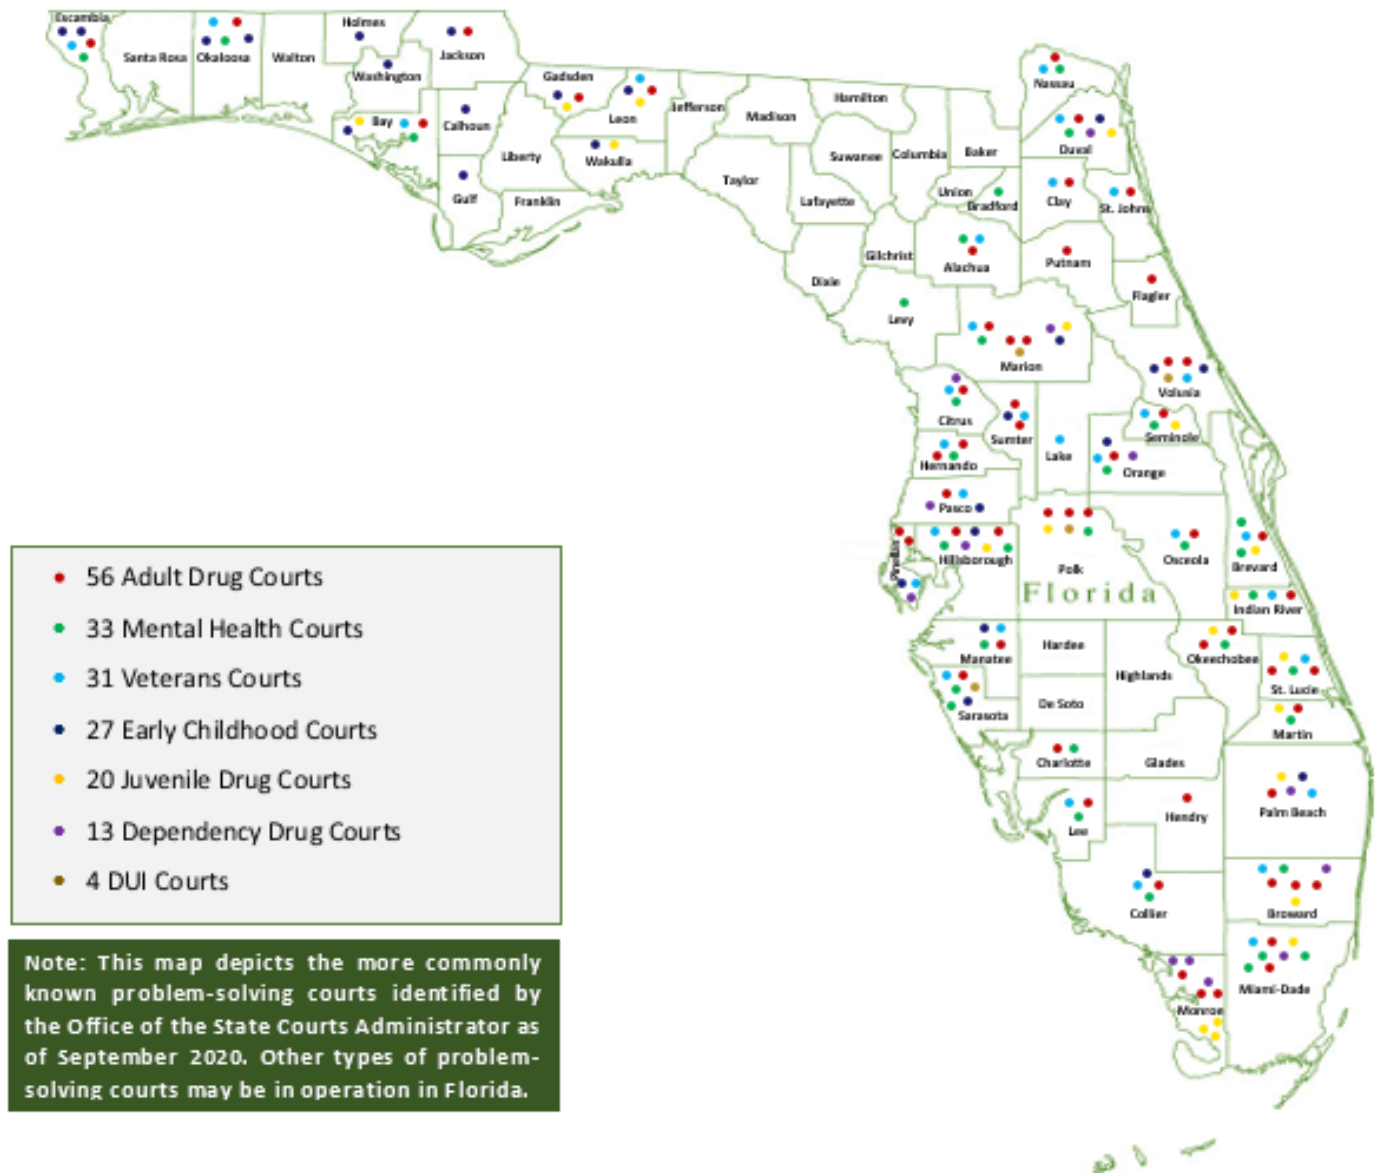 Escambia
Santa Rosa
Okaloosa
Walton
Holmes
Washington
Jackson
Bay
Calhoun
Gulf
Gadsden
Liberty
Franklin
Leon
Wakulla
Jefferson
Madison
Taylor
Hamilton
Suwanee
Lafayette
Columbia
Baker
Union
Bradford
Nassau
Duval
Clay
St. Johns
Gilchrist
Dixie
Alachua
Putnam
Flagler
Levy
Marion
Volusia
Citrus
Sumter
Lake
Seminole
Orange
Hernando
Pasco
Pinellas
Hillsborough
Polk
Osceola
Brevard
Florida
Indian River
Manatee
Hardee
Highlands
Okeechobee
St. Lucie
Sarasota
De Soto
Martin
Charlotte
Glades
Lee
Hendry
Palm Beach
Collier
Broward
Monroe
Miami-Dade
56 Adult Drug Courts
33 Mental Health Courts
31 Veterans Courts
27 Early Childhood Courts
20 Juvenile Drug Courts
13 Dependency Drug Courts
4 DUI Courts
Note: This map depicts the more commonly
known problem-solving courts identified by
the Office of the State Courts Administrator as
of September 2020. Other types of problem-
solving courts may be in operation in Florida.